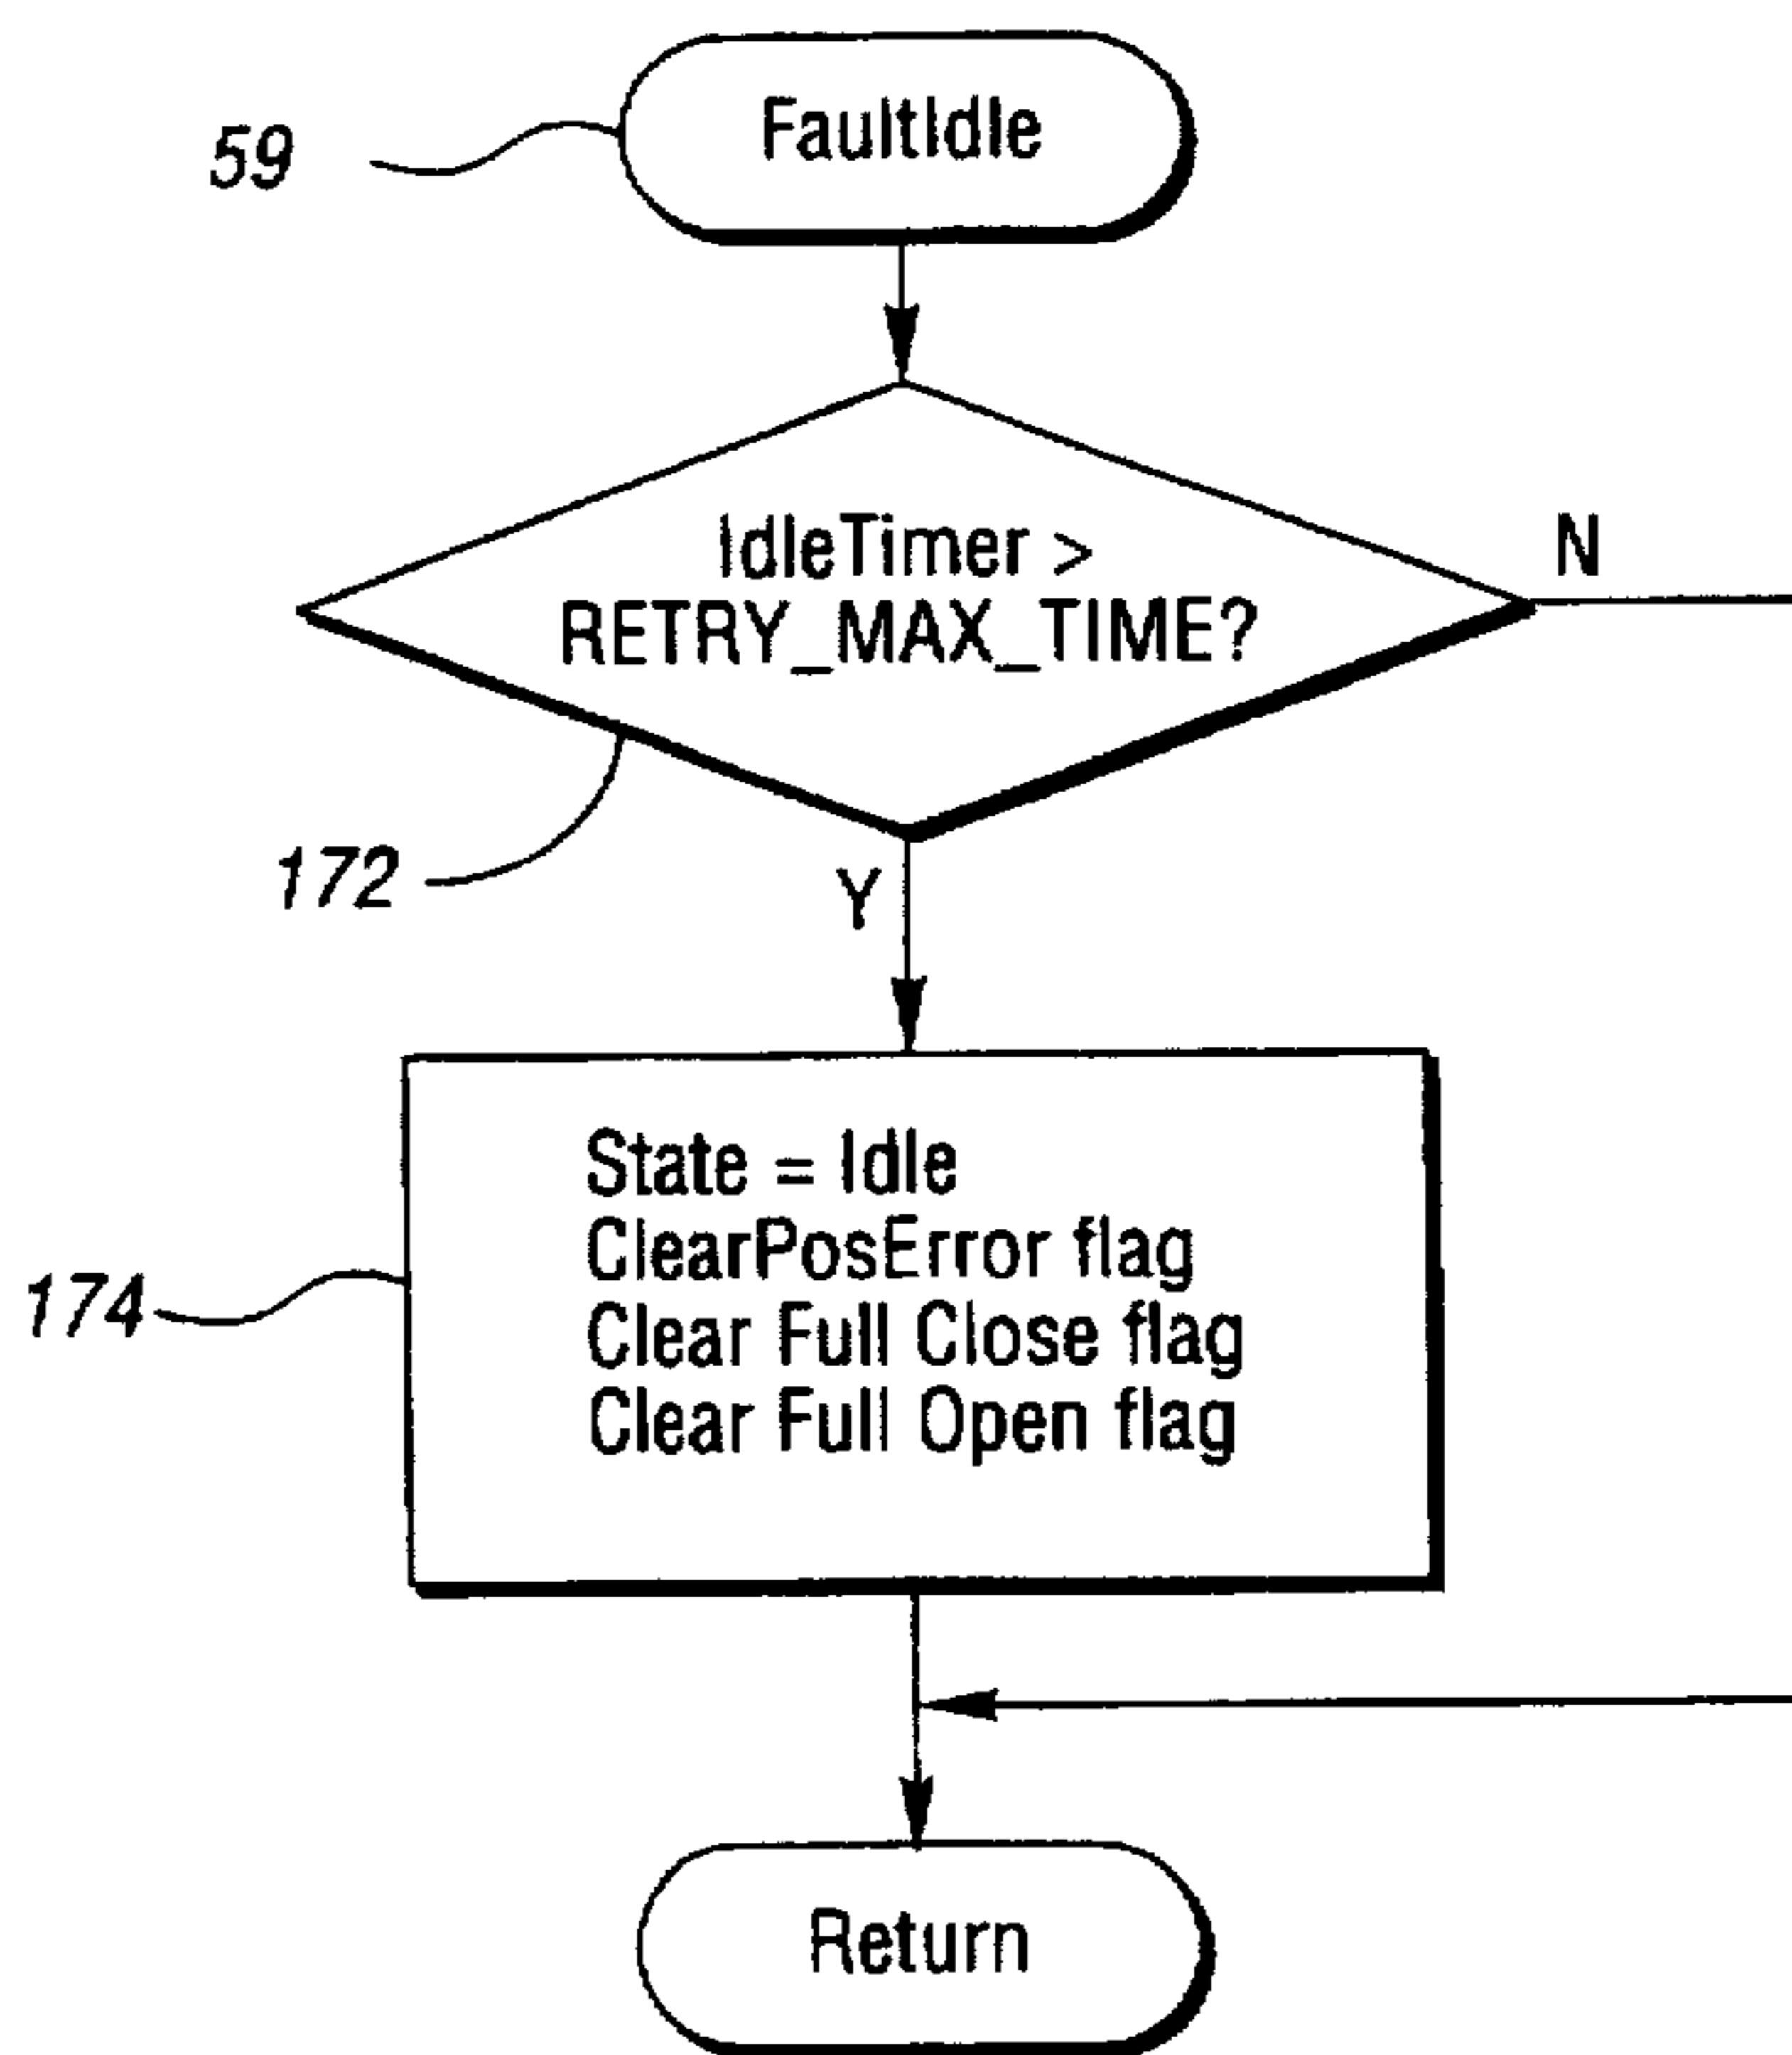 FaultIdle
59
IdleTimer >
RETRY_MAX_TIME?
N
172
Y
State = Idle
ClearPosError flag
Clear Full Close flag
Clear Full Open flag
174
Return